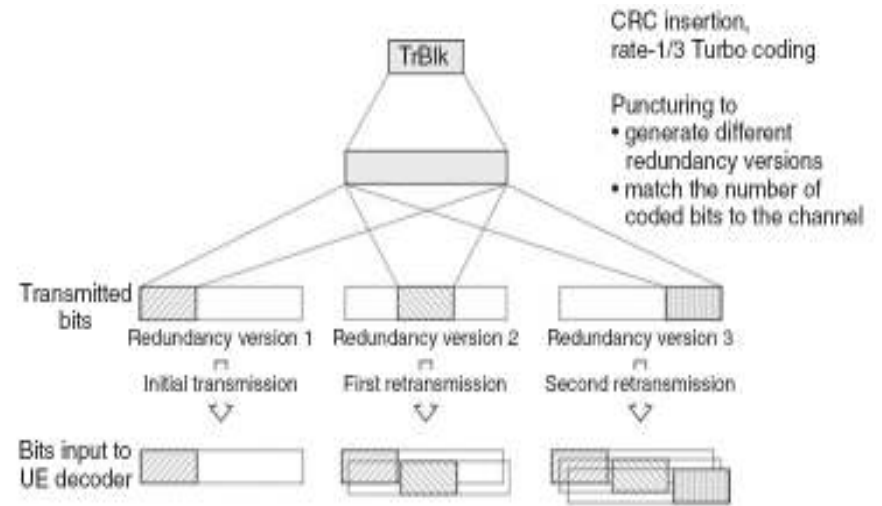 TrBlk
CRC insertion,
rate-1/3 Turbo coding
Puncturing to
• generate different
redundancy versions
• match the number of
coded bits to the channel
Transmitted
bits
Redundancy version 1
Redundancy version 2
Redundancy version 3
Initial transmission
First retransmission
Second retransmission
Bits input to
UE decoder